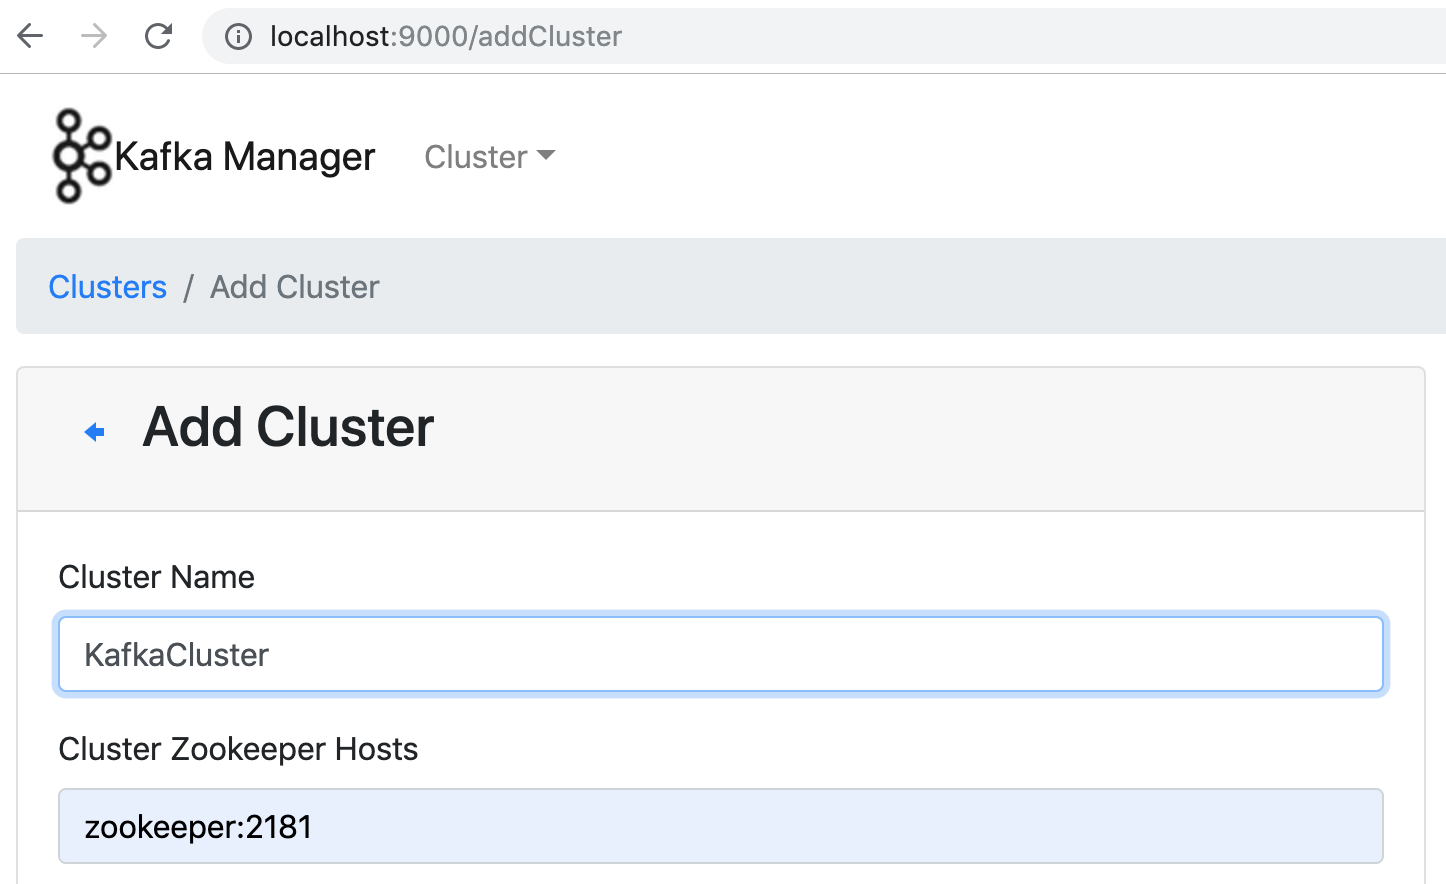 localhost:9000/addCluster
Kafka Manager Cluster
Clusters / Add Cluster
Add Cluster
Cluster Name
KafkaCluster
Cluster Zookeeper Hosts
zookeeper:2181